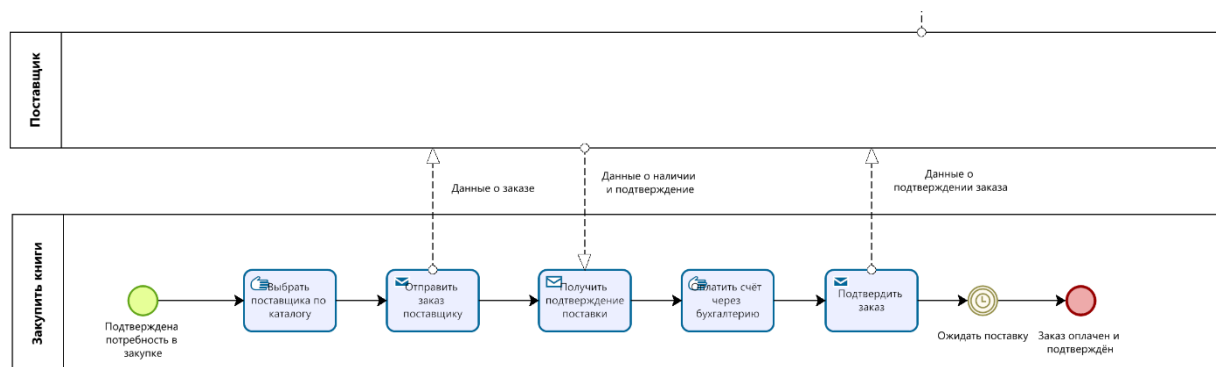 Поставщик
Данные о заказе
Данные о наличии
и подтверждение
Данные о
подтверждении заказа
Закупить книги
Подтверждена
потребность в
закупке
Выбрать
поставщика по
каталогу
Отправить
заказ
поставщику
Получить
подтверждение
поставки
Оплатить счёт
через
бухгалтерию
Подтвердить
заказ
Ожидать поставку
Заказ оплачен и
подтверждён